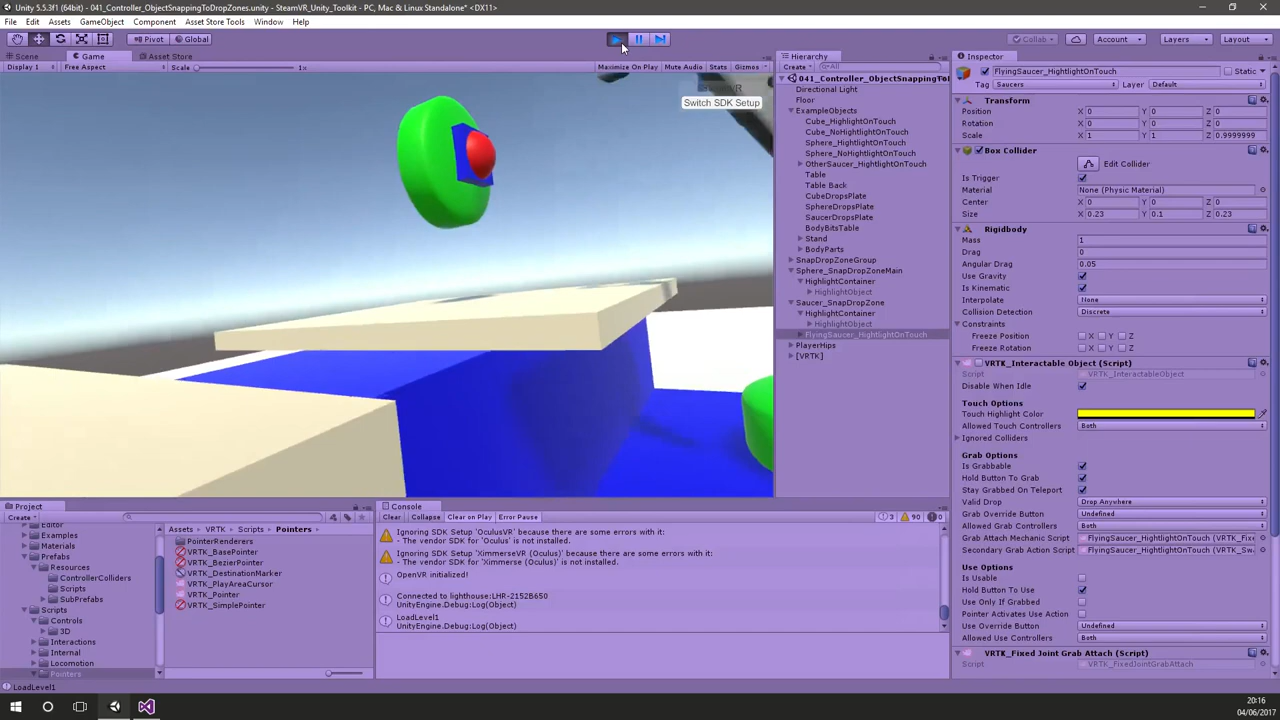 Unity 5.5.3f1 (64bit) - 041_Controller_ObjectSnappingToDropZones.unity - SteamVR_Unity_Toolkit - PC, Mac & Linux Standalone* <DX11>
File Edit Assets GameObject Component Asset Store Tools Window Help
Pivot Global Collab Account Layers Layout
Scene Game Asset Store
Display 1 Free Aspect Scale 1x Maximize On Play Mute Audio Stats Gizmos
Switch SDK Setup
Hierarchy
Create All
041_Controller_ObjectSnappingTo
Directional Light
Floor
ExampleObjects
Cube_HighlightOnTouch
Cube_NoHightlightOnTouch
Sphere_HightlightOnTouch
Sphere_NoHightlightOnTouch
OtherSaucer_HightlightOnTouch
Table
Table Back
CubeDropsPlate
SphereDropsPlate
SaucerDropsPlate
BodyBitsTable
Stand
BodyParts
SnapDropZoneGroup
Sphere_SnapDropZoneMain
HighlightContainer
HighlightObject
Saucer_SnapDropZone
HighlightContainer
HighlightObject
FlyingSaucer_HightlightOnTouch
PlayerHips
[VRTK]
Inspector
FlyingSaucer_HightlightOnTouch Static
Tag Saucers Layer Default
Transform
Position X 0 Y 0 Z 0
Rotation X 0 Y 0 Z 0
Scale X 1 Y 1 Z 0.9999999
Box Collider
Edit Collider
Is Trigger
Material None (Physic Material)
Center X 0 Y 0 Z 0
Size X 0.23 Y 0.1 Z 0.23
Rigidbody
Mass 1
Drag 0
Angular Drag 0.05
Use Gravity
Is Kinematic
Interpolate None
Collision Detection Discrete
Constraints
Freeze Position X Y Z
Freeze Rotation X Y Z
VRTK_Interactable Object (Script)
Script VRTK_InteractableObject
Disable When Idle
Touch Options
Touch Highlight Color
Allowed Touch Controllers Both
Ignored Colliders
Grab Options
Is Grabbable
Hold Button To Grab
Stay Grabbed On Teleport
Valid Drop Drop Anywhere
Grab Override Button Undefined
Allowed Grab Controllers Both
Grab Attach Mechanic Script FlyingSaucer_HightlightOnTouch (VRTK_Fixe
Secondary Grab Action Script FlyingSaucer_HightlightOnTouch (VRTK_Sw
Use Options
Is Usable
Hold Button To Use
Use Only If Grabbed
Pointer Activates Use Action
Use Override Button Undefined
Allowed Use Controllers Both
VRTK_Fixed Joint Grab Attach (Script)
Script VRTK_FixedJointGrabAttach
Project
Create
Editor
Examples
Materials
Prefabs
Resources
ControllerColliders
Scripts
SubPrefabs
Scripts
Controls
3D
Interactions
Internal
Locomotion
Pointers
Assets VRTK Scripts Pointers
PointerRenderers
VRTK_BasePointer
VRTK_BezierPointer
VRTK_DestinationMarker
VRTK_PlayAreaCursor
VRTK_Pointer
VRTK_SimplePointer
Console
Clear Collapse Clear on Play Error Pause 3 90 0
Ignoring SDK Setup 'OculusVR' because there are some errors with it:
- The vendor SDK for 'Oculus' is not installed.
Ignoring SDK Setup 'XimmerseVR (Oculus)' because there are some errors with it:
- The vendor SDK for 'Ximmerse (Oculus)' is not installed.
OpenVR initialized!
Connected to lighthouse:LHR-2152B650
UnityEngine.Debug:Log(Object)
LoadLevel1
UnityEngine.Debug:Log(Object)
LoadLevel1
20:16
04/06/2017